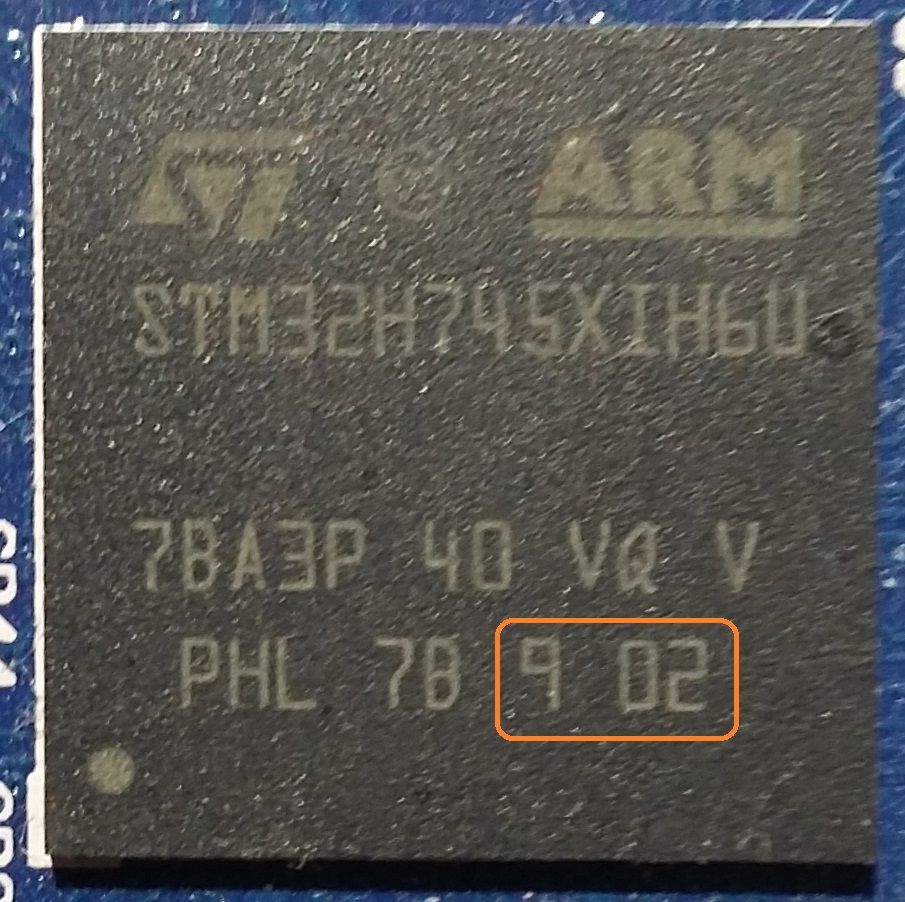 ARM
STM32H745XIH6U
7BA3P 40 VQ V
PHL 7B 9 02